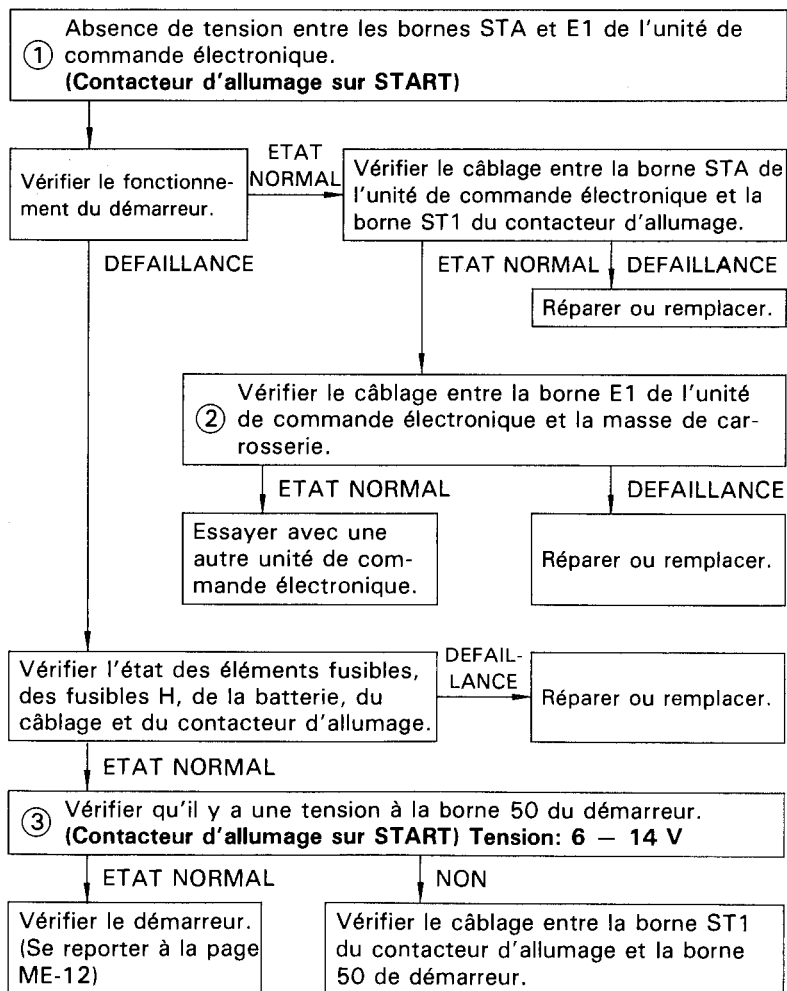 Absence de tension entre les bornes STA et E1 de l'unité de
① commande électronique.
(Contacteur d'allumage sur START)
Vérifier le fonctionne-
ment du démarreur.
ETAT
NORMAL
Vérifier le câblage entre la borne STA de
l'unité de commande électronique et la
borne ST1 du contacteur d'allumage.
DEFAILLANCE
ETAT NORMAL
DEFAILLANCE
Réparer ou remplacer.
Vérifier le câblage entre la borne E1 de l'unité
② de commande électronique et la masse de car-
rosserie.
ETAT NORMAL
DEFAILLANCE
Essayer avec une
autre unité de com-
mande électronique.
Réparer ou remplacer.
Vérifier l'état des éléments fusibles,
des fusibles H, de la batterie, du
câblage et du contacteur d'allumage.
DEFAIL-
LANCE
Réparer ou remplacer.
ETAT NORMAL
③ Vérifier qu'il y a une tension à la borne 50 du démarreur.
(Contacteur d'allumage sur START) Tension: 6 — 14 V
ETAT NORMAL
NON
Vérifier le démarreur.
(Se reporter à la page
ME-12)
Vérifier le câblage entre la borne ST1
du contacteur d'allumage et la borne
50 de démarreur.